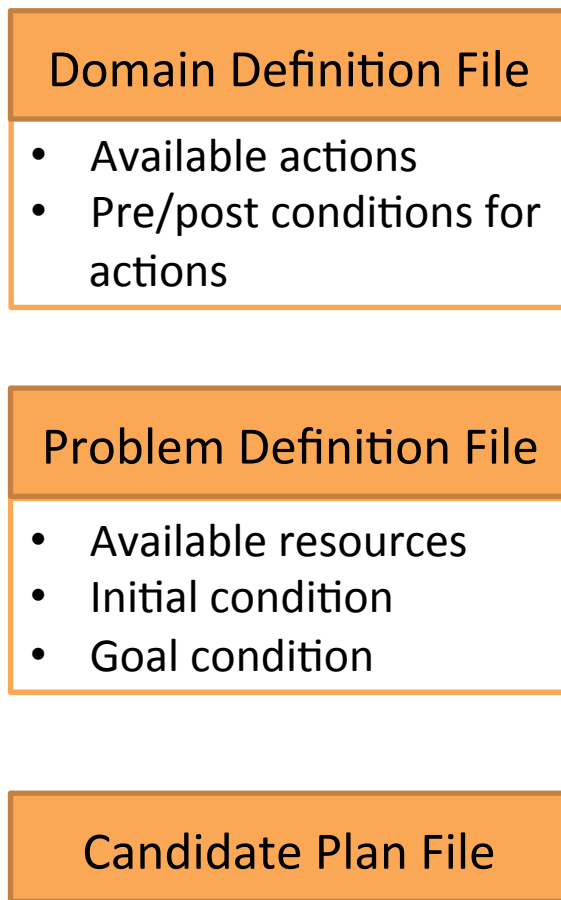 Domain Definition File
• Available actions
• Pre/post conditions for
actions
Problem Definition File
• Available resources
• Initial condition
• Goal condition
Candidate Plan File